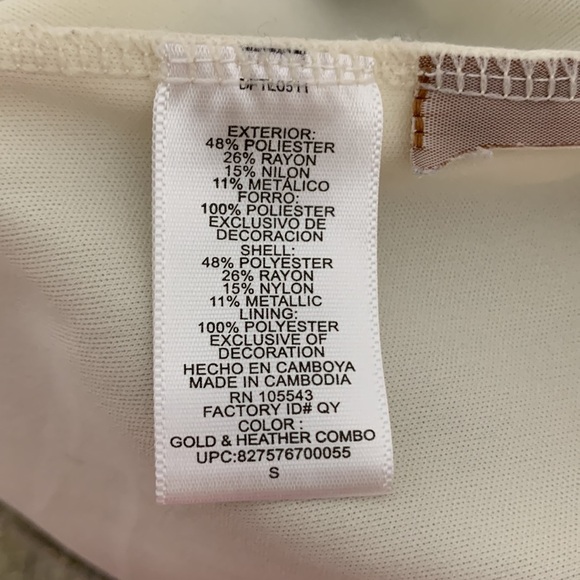 EXTERIOR:
48% POLIESTER
26% RAYON
15% NILON
11% METÁLICO
FORRO:
100% POLIESTER
EXCLUSIVO DE
DECORACION
SHELL:
48% POLYESTER
26% RAYON
15% NYLON
11% METALLIC
LINING:
100% POLYESTER
EXCLUSIVE OF
DECORATION
HECHO EN CAMBOYA
MADE IN CAMBODIA
RN 105543
FACTORY ID# QY
COLOR :
GOLD & HEATHER COMBO
UPC:827576700055
S